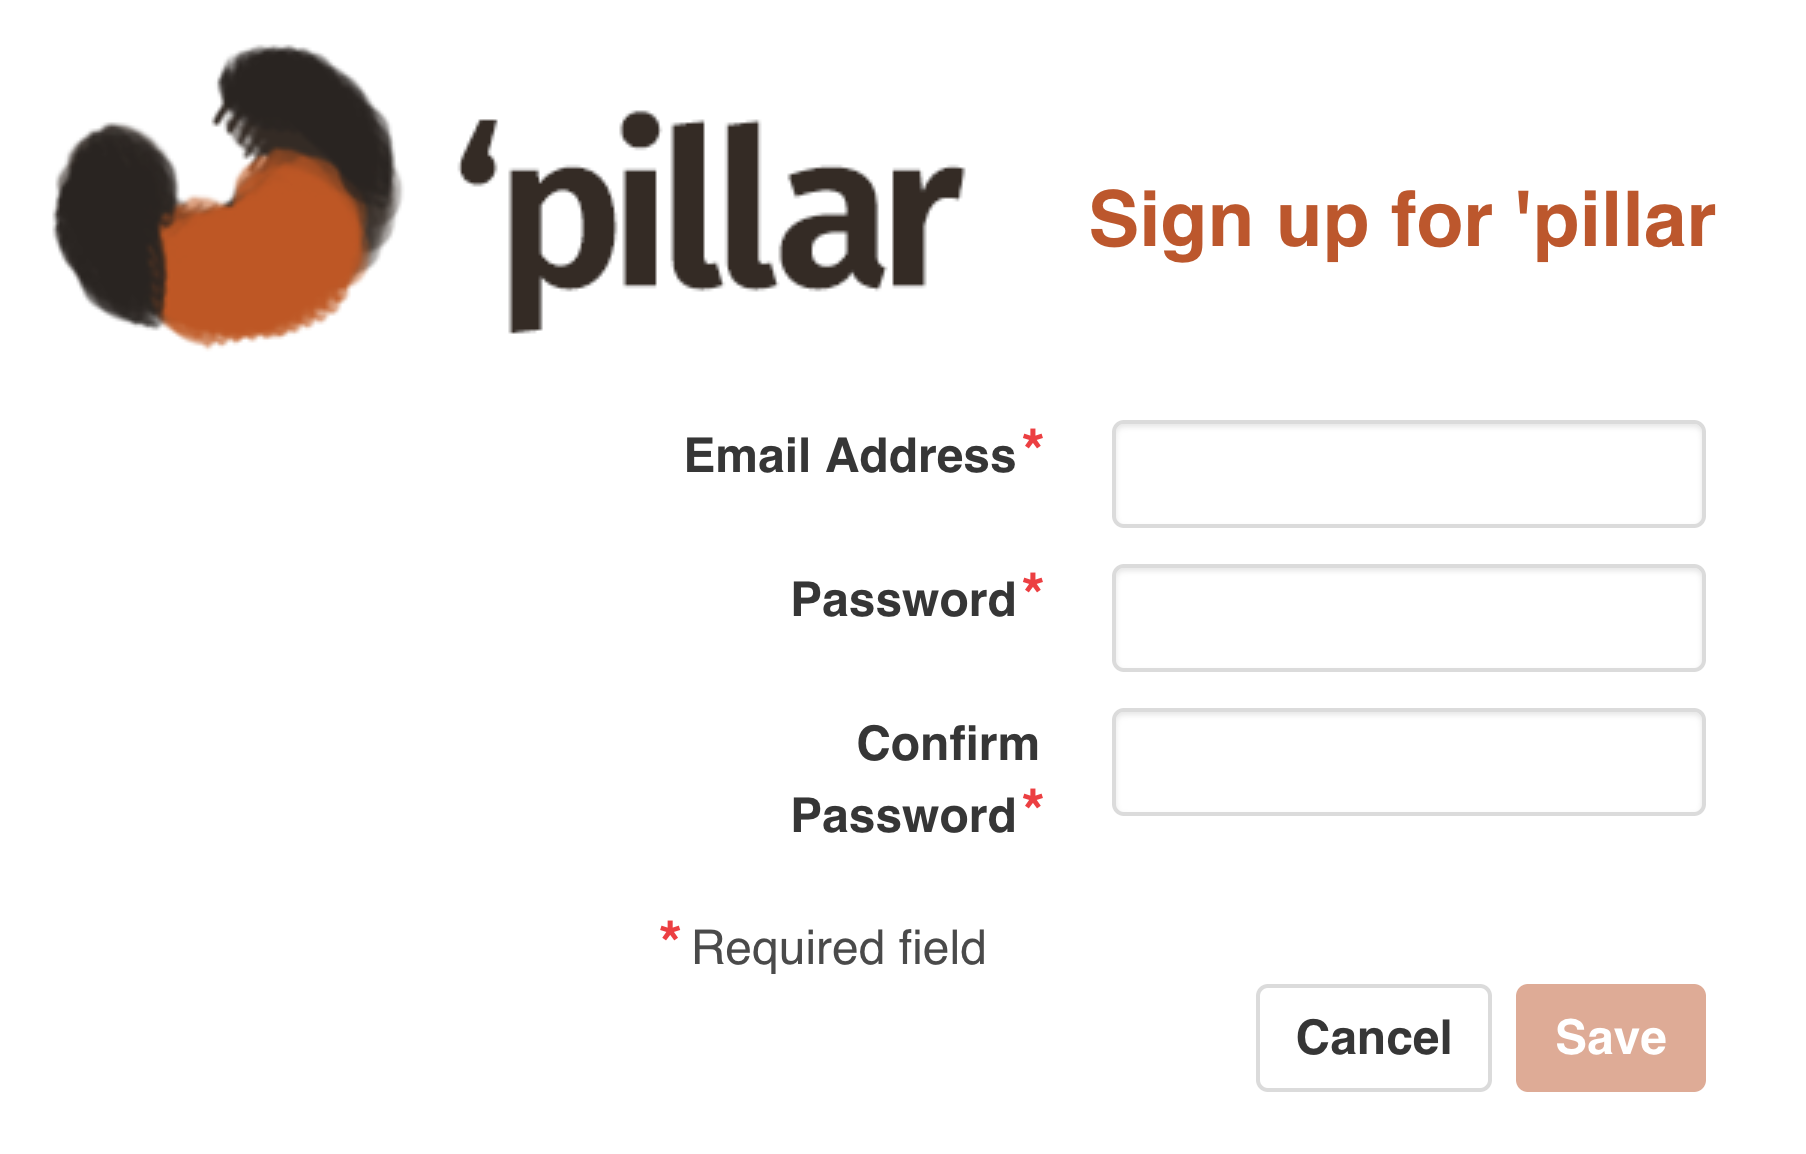 ‘pillar
Sign up for 'pillar
Email Address*
Password*
Confirm
Password*
* Required field
Cancel
Save